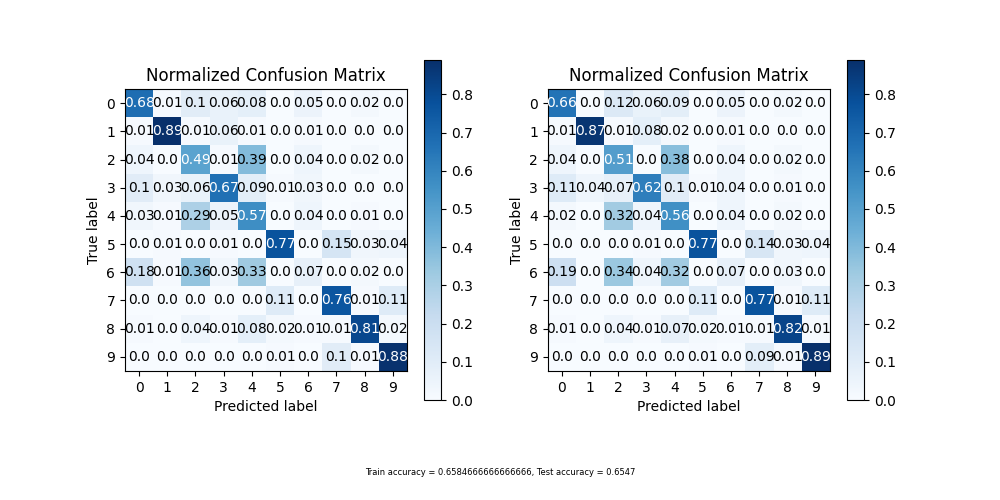 Normalized Confusion Matrix
0 0.68 0.01 0.1 0.06 0.08 0.0 0.05 0.0 0.02 0.0
1 0.01 0.89 0.01 0.06 0.01 0.0 0.01 0.0 0.0 0.0
2 0.04 0.0 0.49 0.01 0.39 0.0 0.04 0.0 0.02 0.0
3 0.1 0.03 0.06 0.67 0.09 0.01 0.03 0.0 0.0 0.0
4 0.03 0.01 0.29 0.05 0.57 0.0 0.04 0.0 0.01 0.0
5 0.0 0.01 0.0 0.01 0.0 0.77 0.0 0.15 0.03 0.04
6 0.18 0.01 0.36 0.03 0.33 0.0 0.07 0.0 0.02 0.0
7 0.0 0.0 0.0 0.0 0.0 0.11 0.0 0.76 0.01 0.11
8 0.01 0.0 0.04 0.01 0.08 0.02 0.01 0.01 0.81 0.02
9 0.0 0.0 0.0 0.0 0.0 0.01 0.0 0.1 0.01 0.88
0 1 2 3 4 5 6 7 8 9
True label
Predicted label
0.8
0.7
0.6
0.5
0.4
0.3
0.2
0.1
0.0
Normalized Confusion Matrix
0 0.66 0.0 0.12 0.06 0.09 0.0 0.05 0.0 0.02 0.0
1 0.01 0.87 0.01 0.08 0.02 0.0 0.01 0.0 0.0 0.0
2 0.04 0.0 0.51 0.0 0.38 0.0 0.04 0.0 0.02 0.0
3 0.11 0.04 0.07 0.62 0.1 0.01 0.04 0.0 0.01 0.0
4 0.02 0.0 0.32 0.04 0.56 0.0 0.04 0.0 0.02 0.0
5 0.0 0.0 0.0 0.01 0.0 0.77 0.0 0.14 0.03 0.04
6 0.19 0.0 0.34 0.04 0.32 0.0 0.07 0.0 0.03 0.0
7 0.0 0.0 0.0 0.0 0.0 0.11 0.0 0.77 0.01 0.11
8 0.01 0.0 0.04 0.01 0.07 0.02 0.01 0.01 0.82 0.01
9 0.0 0.0 0.0 0.0 0.0 0.01 0.0 0.09 0.01 0.89
0 1 2 3 4 5 6 7 8 9
True label
Predicted label
0.8
0.7
0.6
0.5
0.4
0.3
0.2
0.1
0.0
Train accuracy = 0.6584666666666666, Test accuracy = 0.6547